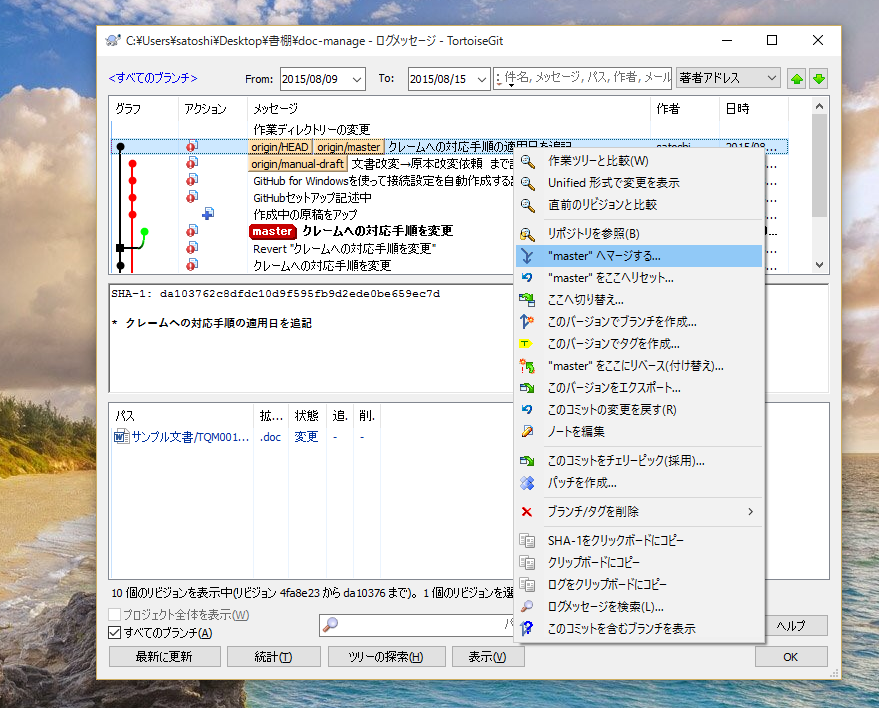 C:¥Users¥satoshi¥Desktop¥書棚¥doc-manage - ログメッセージ - TortoiseGit
<すべてのブランチ> From: 2015/08/09 To: 2015/08/15 件名, メッセージ, パス, 作者, メール 著者アドレス
グラフ アクション メッセージ 作者 日時
作業ディレクトリーの変更
origin/HEAD origin/master クレームへの対応手順の適用日を追記 satoshi 2015/08...
origin/manual-draft 文書改変→原本改変依頼 まで
GitHub for Windowsを使って接続設定を自動作成する
GitHubセットアップ記述中
作成中の原稿をアップ
master クレームへの対応手順を変更
Revert "クレームへの対応手順を変更"
クレームへの対応手順を変更
SHA-1: da103762c8dfdc10d9f595fb9d2ede0be659ec7d
* クレームへの対応手順の適用日を追記
パス 拡... 状態 追. 削.
サンプル文書/TQM001... .doc 変更 - -
10 個のリビジョンを表示中(リビジョン 4fa8e23 から da10376 まで)。1 個のリビジョンを
プロジェクト全体を表示(W)
すべてのブランチ(A)
ヘルプ
最新に更新 統計(T) ツリーの探索(H) 表示(V) OK
作業ツリーと比較(W)
Unified 形式で変更を表示
直前のリビジョンと比較
リポジトリを参照(B)
"master" へマージする...
"master" をここへリセット...
ここへ切り替え...
このバージョンでブランチを作成...
このバージョンでタグを作成...
"master" をここにリベース(付け替え)...
このバージョンをエクスポート...
このコミットの変更を戻す(R)
ノートを編集
このコミットをチェリーピック(採用)...
パッチを作成...
ブランチ/タグを削除
SHA-1をクリックボードにコピー
クリップボードにコピー
ログをクリップボードにコピー
ログメッセージを検索(L)...
このコミットを含むブランチを表示